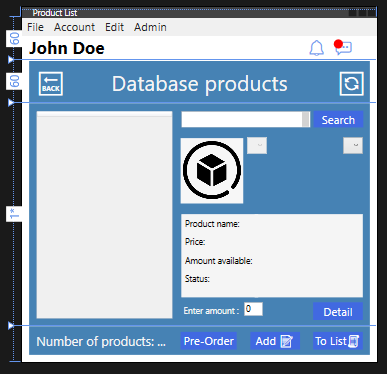 Product List
File Account Edit Admin
John Doe
60
60
BACK
Database products
Search
Product name:
Price:
Amount available:
Status:
1*
Enter amount : 0
Detail
Number of products: ...
Pre-Order
Add
To List